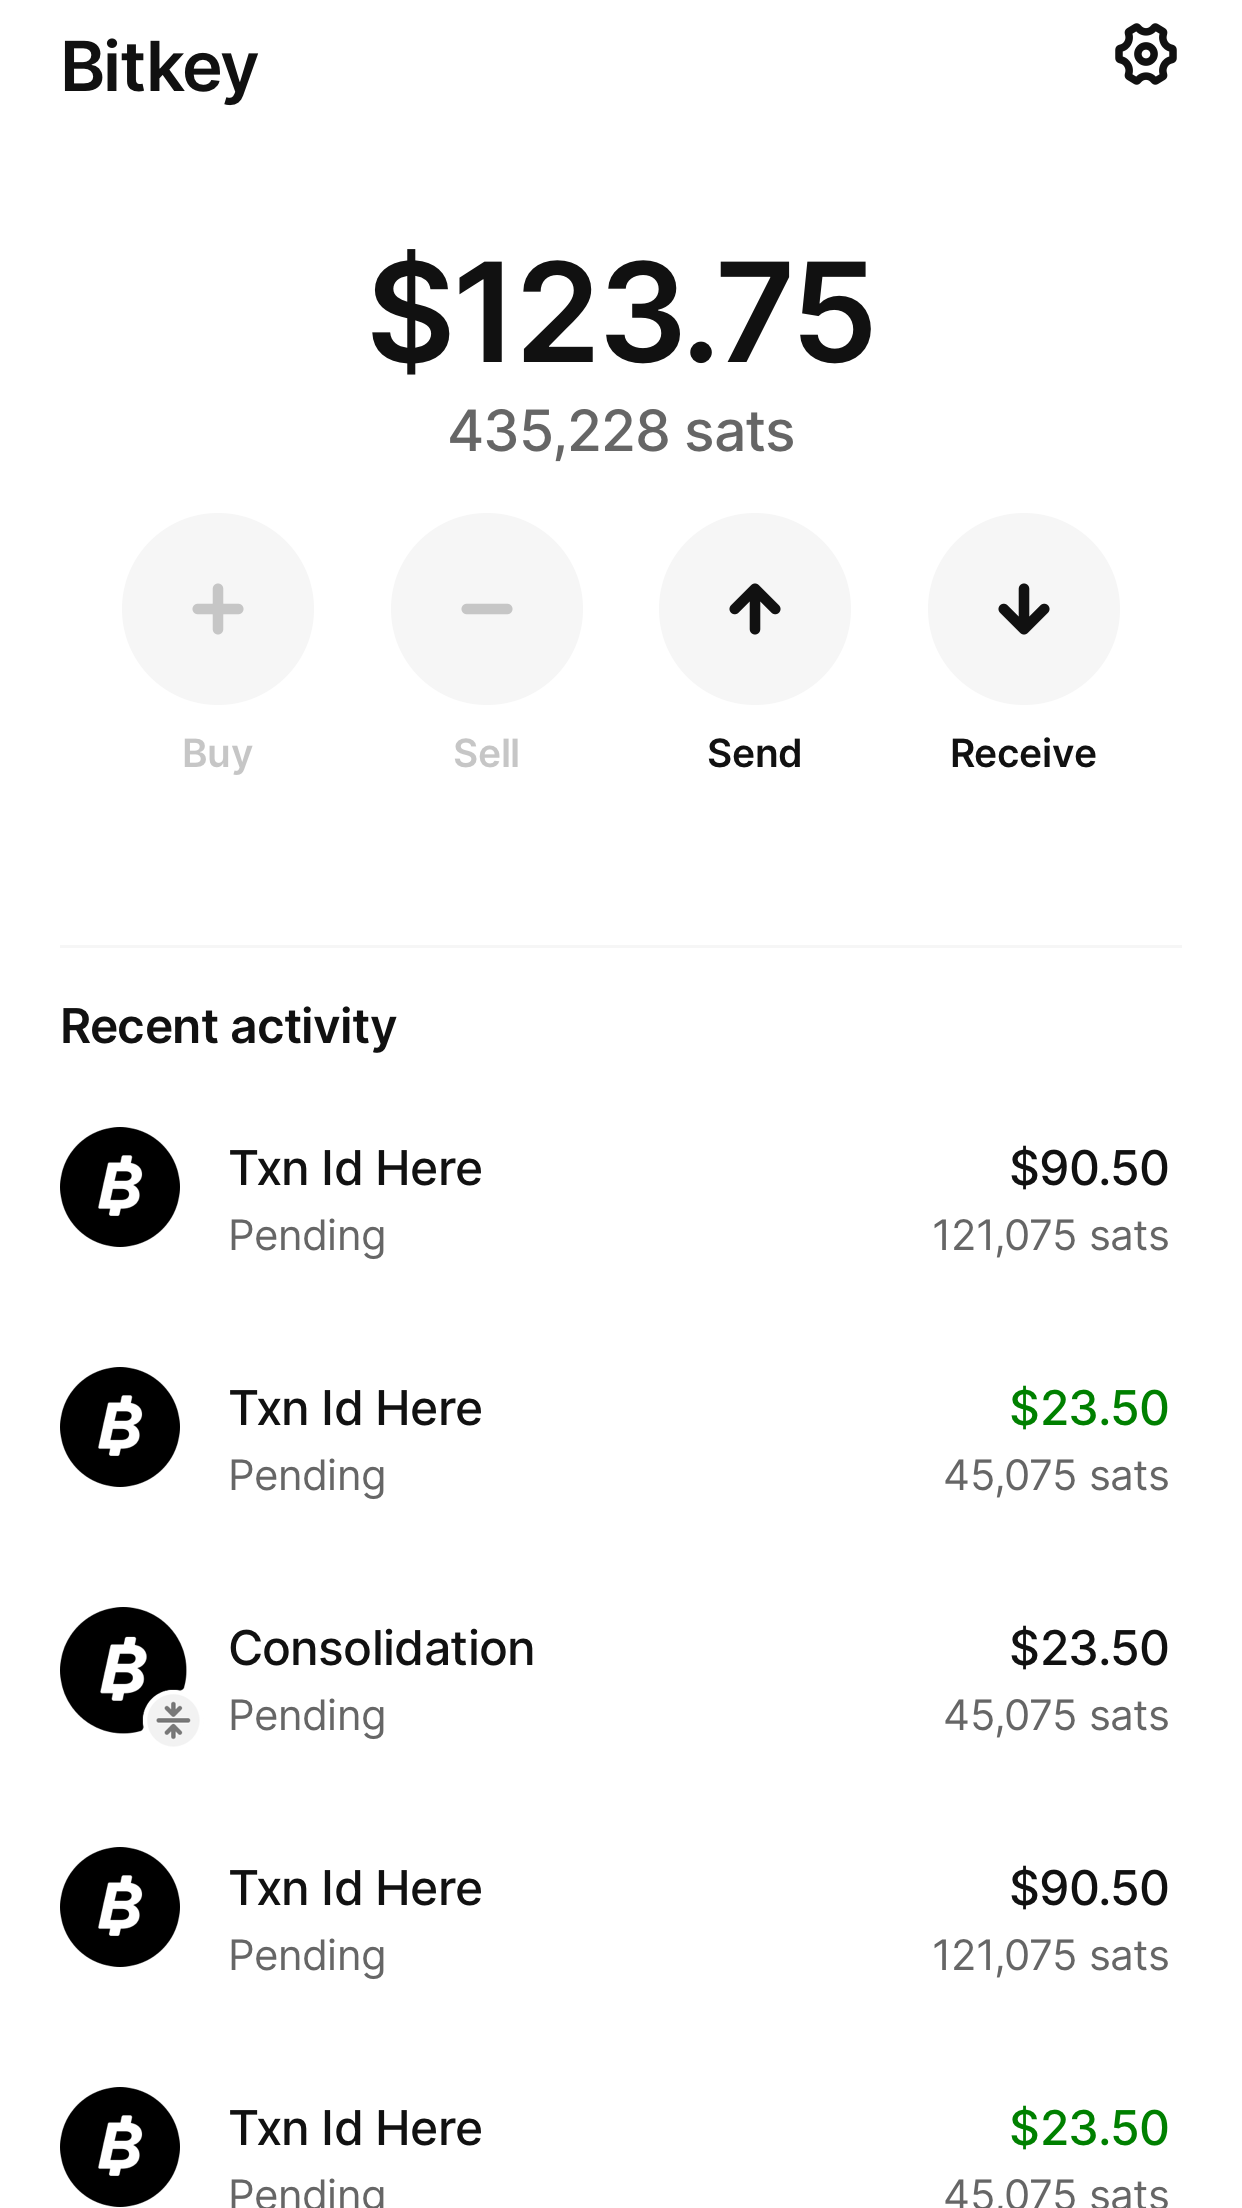 Bitkey
$123.75
435,228 sats
Buy Sell Send Receive
Recent activity
Txn Id Here $90.50
Pending 121,075 sats
Txn Id Here $23.50
Pending 45,075 sats
Consolidation $23.50
Pending 45,075 sats
Txn Id Here $90.50
Pending 121,075 sats
Txn Id Here $23.50
Pending 45,075 sats